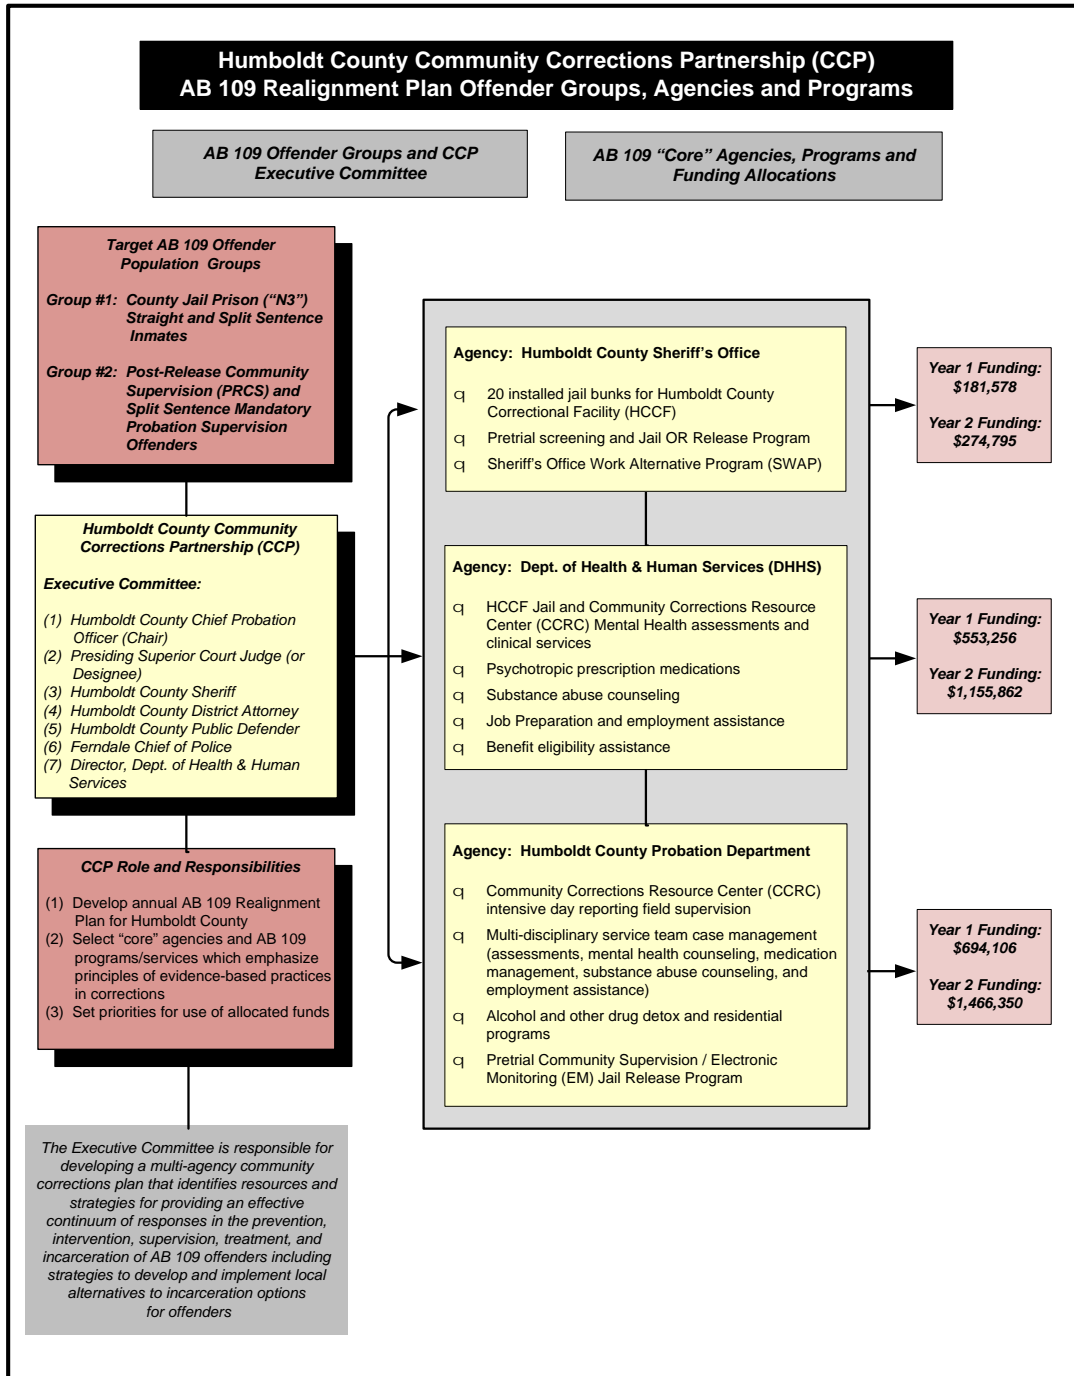 Humboldt County Community Corrections Partnership (CCP)
AB 109 Realignment Plan Offender Groups, Agencies and Programs
AB 109 Offender Groups and CCP
Executive Committee
AB 109 “Core” Agencies, Programs and
Funding Allocations
Target AB 109 Offender
Population Groups
Group #1: County Jail Prison (“N3”)
Straight and Split Sentence
Inmates
Group #2: Post-Release Community
Supervision (PRCS) and
Split Sentence Mandatory
Probation Supervision
Offenders
Humboldt County Community
Corrections Partnership (CCP)
Executive Committee:
(1) Humboldt County Chief Probation
Officer (Chair)
(2) Presiding Superior Court Judge (or
Designee)
(3) Humboldt County Sheriff
(4) Humboldt County District Attorney
(5) Humboldt County Public Defender
(6) Ferndale Chief of Police
(7) Director, Dept. of Health & Human
Services
CCP Role and Responsibilities
(1) Develop annual AB 109 Realignment
Plan for Humboldt County
(2) Select “core” agencies and AB 109
programs/services which emphasize
principles of evidence-based practices
in corrections
(3) Set priorities for use of allocated funds
The Executive Committee is responsible for
developing a multi-agency community
corrections plan that identifies resources and
strategies for providing an effective
continuum of responses in the prevention,
intervention, supervision, treatment, and
incarceration of AB 109 offenders including
strategies to develop and implement local
alternatives to incarceration options
for offenders
Agency: Humboldt County Sheriff’s Office
q 20 installed jail bunks for Humboldt County
Correctional Facility (HCCF)
q Pretrial screening and Jail OR Release Program
q Sheriff’s Office Work Alternative Program (SWAP)
Year 1 Funding:
$181,578
Year 2 Funding:
$274,795
Agency: Dept. of Health & Human Services (DHHS)
q HCCF Jail and Community Corrections Resource
Center (CCRC) Mental Health assessments and
clinical services
q Psychotropic prescription medications
q Substance abuse counseling
q Job Preparation and employment assistance
q Benefit eligibility assistance
Year 1 Funding:
$553,256
Year 2 Funding:
$1,155,862
Agency: Humboldt County Probation Department
q Community Corrections Resource Center (CCRC)
intensive day reporting field supervision
q Multi-disciplinary service team case management
(assessments, mental health counseling, medication
management, substance abuse counseling, and
employment assistance)
q Alcohol and other drug detox and residential
programs
q Pretrial Community Supervision / Electronic
Monitoring (EM) Jail Release Program
Year 1 Funding:
$694,106
Year 2 Funding:
$1,466,350